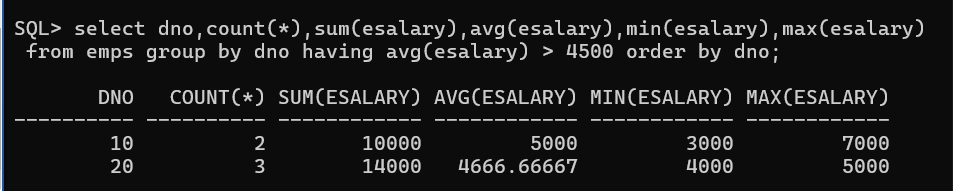 SQL> select dno,count(*),sum(esalary),avg(esalary),min(esalary),max(esalary)
 from emps group by dno having avg(esalary) > 4500 order by dno;

       DNO   COUNT(*) SUM(ESALARY) AVG(ESALARY) MIN(ESALARY) MAX(ESALARY)
---------- ---------- ------------ ------------ ------------ ------------
        10          2        10000         5000         3000         7000
        20          3        14000   4666.66667         4000         5000